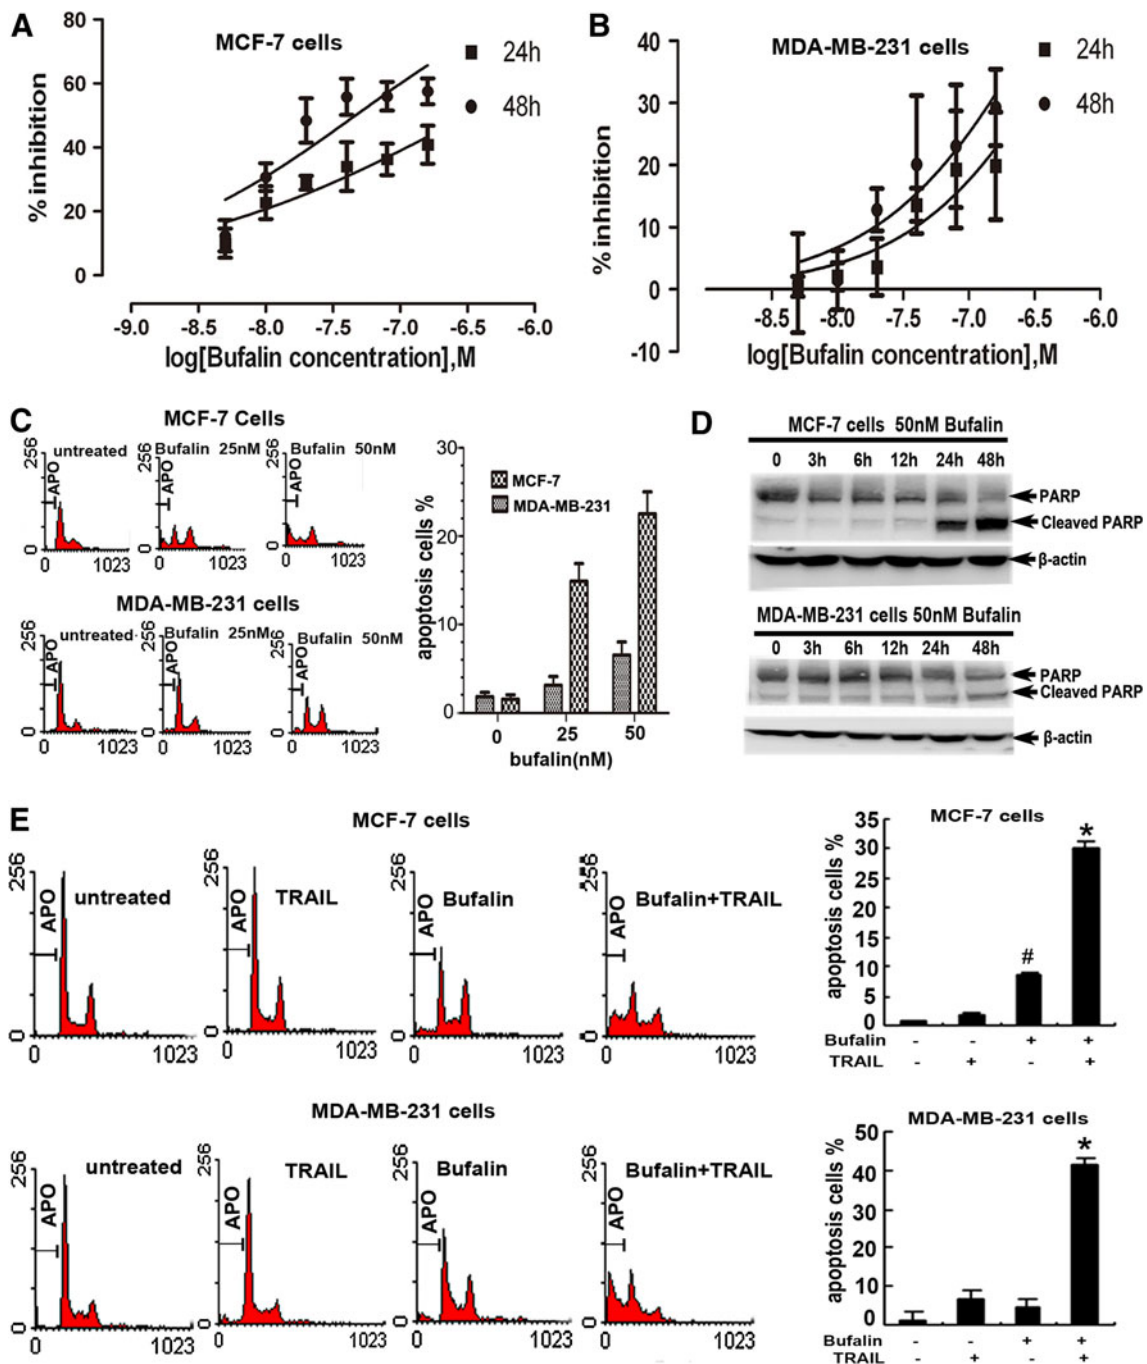 A
MCF-7 cells
24h
48h
80
60
40
20
0
% inhibition
-9.0 -8.5 -8.0 -7.5 -7.0 -6.5 -6.0
log[Bufalin concentration],M
B
MDA-MB-231 cells
24h
48h
40
30
20
10
0
-10
% inhibition
-8.5 -8.0 -7.5 -7.0 -6.5 -6.0
log[Bufalin concentration],M
C
MCF-7 Cells
untreated
Bufalin 25nM
Bufalin 50nM
256 APO 0 0 1023
256 APO 0 0 1023
256 APO 0 0 1023
MDA-MB-231 cells
untreated
Bufalin 25nM
Bufalin 50nM
256 APO 0 0 1023
256 APO 0 0 1023
256 APO 0 0 1023
30
20
10
0
apoptosis cells %
MCF-7
MDA-MB-231
0 25 50
bufalin(nM)
D
MCF-7 cells 50nM Bufalin
0 3h 6h 12h 24h 48h
PARP
Cleaved PARP
β-actin
MDA-MB-231 cells 50nM Bufalin
0 3h 6h 12h 24h 48h
PARP
Cleaved PARP
β-actin
E
MCF-7 cells
untreated
TRAIL
Bufalin
Bufalin+TRAIL
256 APO 0 0 1023
256 APO 0 0 1023
256 APO 0 0 1023
256 APO 0 0 1023
MCF-7 cells
35
30
15
10
5
0
apoptosis cells %
#
*
Bufalin - - + +
TRAIL - + - +
MDA-MB-231 cells
untreated
TRAIL
Bufalin
Bufalin+TRAIL
256 APO 0 0 1023
256 APO 0 0 1023
256 APO 0 0 1023
256 APO 0 0 1023
MDA-MB-231 cells
50
40
30
20
10
0
apoptosis cells %
*
Bufalin - - + +
TRAIL - + - +